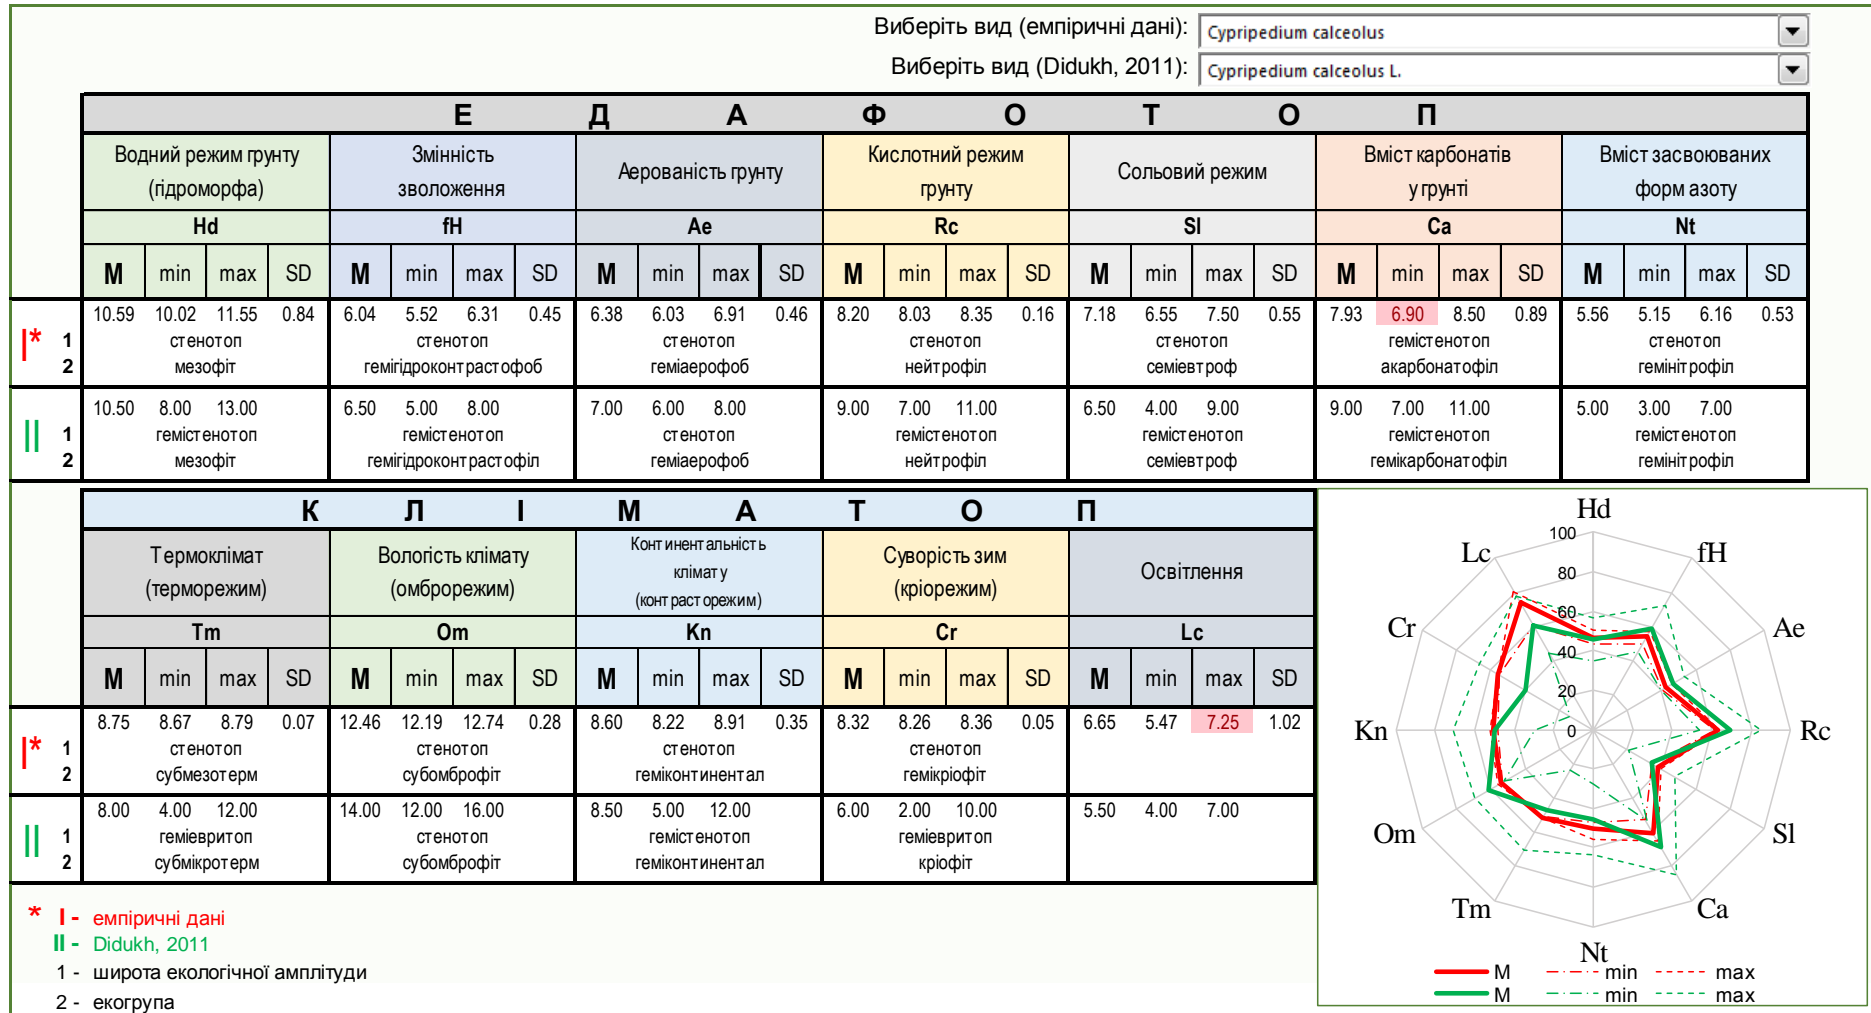 Виберіть вид (емпіричні дані): Cypripedium calceolus
Виберіть вид (Didukh, 2011): Cypripedium calceolus L.
Е Д А Ф О Т О П
Водний режим грунту (гідроморфа) Змінність зволоження Аерованість грунту Кислотний режим грунту Сольовий режим Вміст карбонатів у грунті Вміст засвоюваних форм азоту
Hd fH Ae Rc Sl Ca Nt
M min max SD M min max SD M min max SD M min max SD M min max SD M min max SD M min max SD
10.59 10.02 11.55 0.84 6.04 5.52 6.31 0.45 6.38 6.03 6.91 0.46 8.20 8.03 8.35 0.16 7.18 6.55 7.50 0.55 7.93 6.90 8.50 0.89 5.56 5.15 6.16 0.53
I* 1 стенотоп стенотоп стенотоп стенотоп стенотоп гемістенотоп стенотоп
2 мезофіт гемігідроконтрастофоб геміаерофоб нейтрофіл семіевтроф акарбонатофіл гемінітрофіл
10.50 8.00 13.00 6.50 5.00 8.00 7.00 6.00 8.00 9.00 7.00 11.00 6.50 4.00 9.00 9.00 7.00 11.00 5.00 3.00 7.00
II 1 гемістенотоп гемістенотоп стенотоп гемістенотоп гемістенотоп гемістенотоп гемістенотоп
2 мезофіт гемігідроконтрастофіл геміаерофоб нейтрофіл семіевтроф гемікарбонатофіл гемінітрофіл
К Л І М А Т О П
Термоклімат (терморежим) Вологість клімату (омброрежим) Континентальність клімату (контрасторежим) Суворість зим (кріорежим) Освітлення
Tm Om Kn Cr Lc
M min max SD M min max SD M min max SD M min max SD M min max SD
8.75 8.67 8.79 0.07 12.46 12.19 12.74 0.28 8.60 8.22 8.91 0.35 8.32 8.26 8.36 0.05 6.65 5.47 7.25 1.02
I* 1 стенотоп стенотоп стенотоп стенотоп
2 субмезотерм субомброфіт геміконтинентал гемікріофіт
8.00 4.00 12.00 14.00 12.00 16.00 8.50 5.00 12.00 6.00 2.00 10.00 5.50 4.00 7.00
II 1 геміевритоп стенотоп гемістенотоп геміевритоп
2 субмікротерм субомброфіт геміконтинентал кріофіт
Hd
100
Lc fH
80
60
Cr Ae
40
20
Kn 0 Rc
Om Sl
Tm Ca
Nt
M min max
M min max
* I - емпіричні дані
II - Didukh, 2011
1 - широта екологічної амплітуди
2 - екогрупа